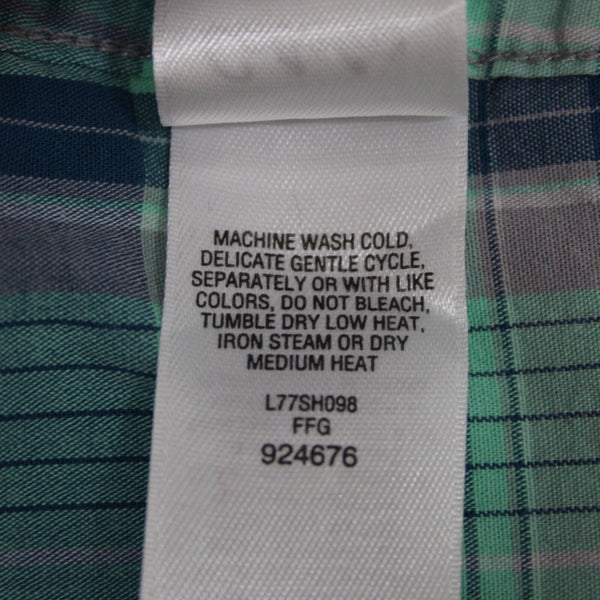 MACHINE WASH COLD,
DELICATE GENTLE CYCLE,
SEPARATELY OR WITH LIKE
COLORS, DO NOT BLEACH,
TUMBLE DRY LOW HEAT,
IRON STEAM OR DRY
MEDIUM HEAT
L77SH098
FFG
924676